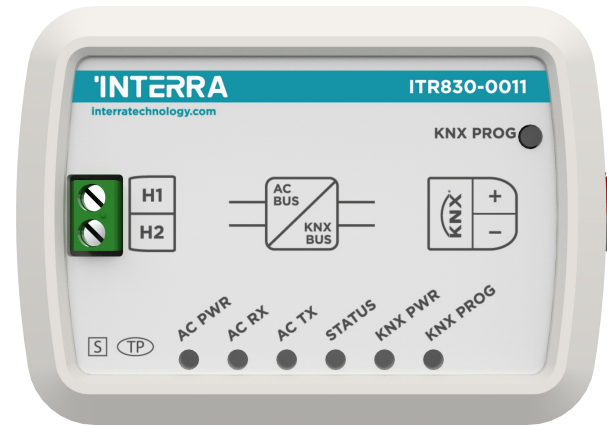 INTERRA
ITR830-0011
interratechnology.com
KNX PROG
H1
H2
AC
BUS
KNX
BUS
KNX
+
−
AC PWR
AC RX
AC TX
STATUS
KNX PWR
KNX PROG
S
TP